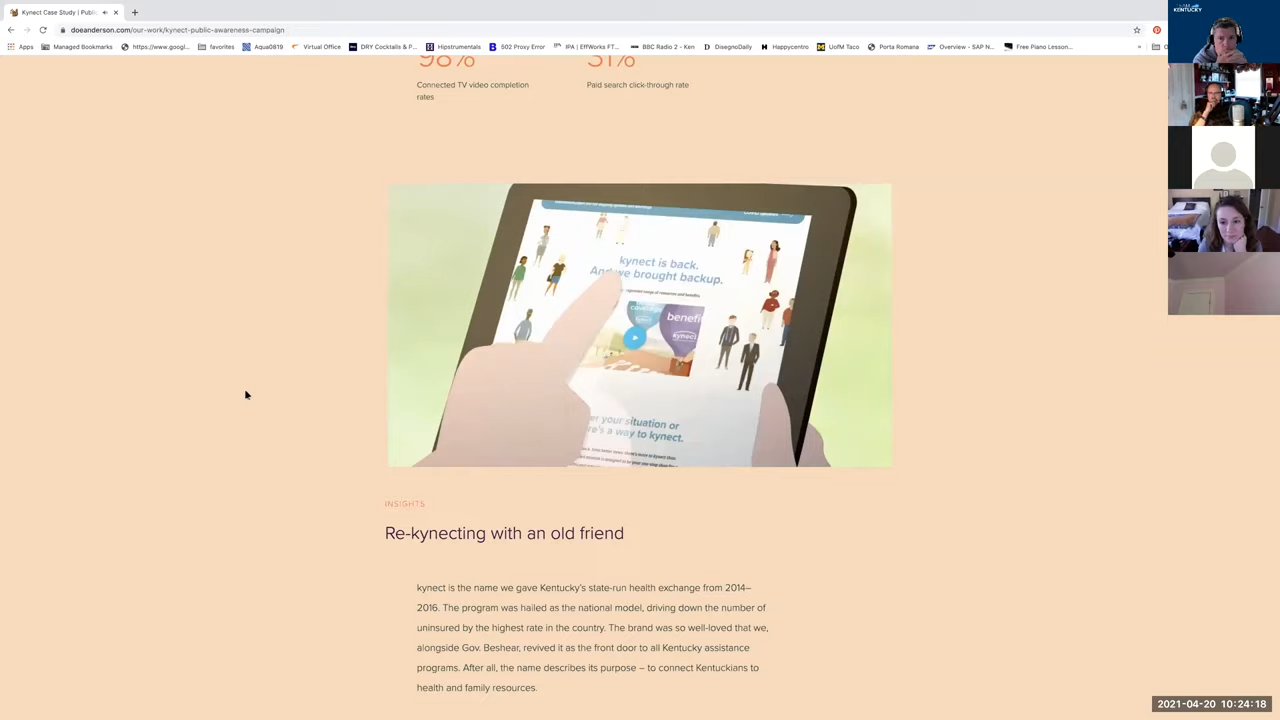 Kynect Case Study | Publ
doeanderson.com/our-work/kynect-public-awareness-campaign
Apps Managed Bookmarks https://www.googl... favorites Aqua0819 Virtual Office DRY Cocktails & P... Hipstrumentals 502 Proxy Error IPA | EffWorks FT... BBC Radio 2 - Ken DisegnoDaily Happycentro UofM Taco Porta Romana Overview - SAP N... Free Piano Lesson... »
KENTUCKY
98% 31%
Connected TV video completion rates
Paid search click-through rate
kynect is back.
And we brought backup.
benefi
kynect
er your situation or
re's a way to kynect.
INSIGHTS
Re-kynecting with an old friend
kynect is the name we gave Kentucky's state-run health exchange from 2014–
2016. The program was hailed as the national model, driving down the number of
uninsured by the highest rate in the country. The brand was so well-loved that we,
alongside Gov. Beshear, revived it as the front door to all Kentucky assistance
programs. After all, the name describes its purpose – to connect Kentuckians to
health and family resources.
2021-04-20 10:24:18